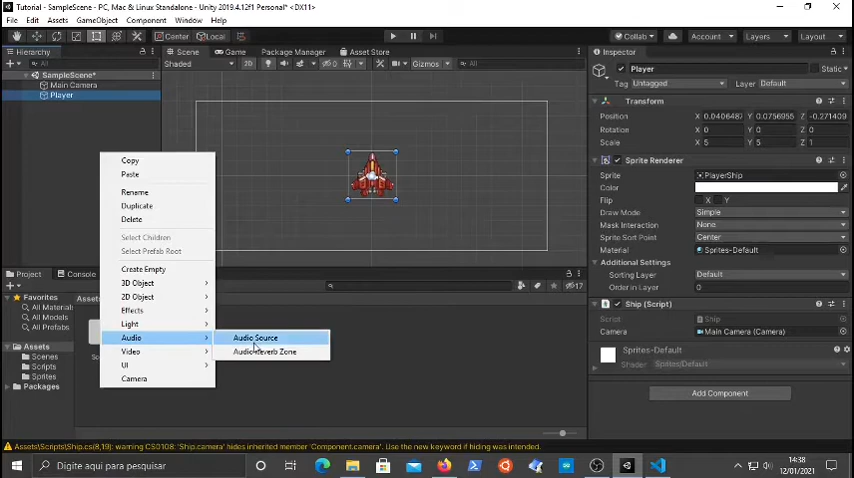 Tutorial - SampleScene - PC, Mac & Linux Standalone - Unity 2019.4.12f1 Personal* <DX11>
File Edit Assets GameObject Component Window Help
Local Collab Account Layers Layout
Hierarchy Scene Game Package Manager Asset Store Inspector
All Shaded 2D 0 Gizmos All Player Static
SampleScene* Tag Untagged Layer Default
Main Camera Transform
Player
Position X 0.0406487 Y 0.0756955 Z -0.271409
Rotation X 0 Y 0 Z 0
Scale X 5 Y 5 Z 1
Copy Sprite Renderer
Paste Sprite PlayerShip
Rename Color
Flip X Y
Duplicate Draw Mode Simple
Delete Mask Interaction None
Select Children Sprite Sort Point Center
Select Prefab Root Material Sprites-Default
Create Empty Additional Settings
Project Console Sorting Layer Default
3D Object Order in Layer 0
17
Favorites Assets
2D Object
All Materials
Effects Ship (Script)
All Models
Light Script Ship
All Prefabs
Audio Audio Source Camera Main Camera (Camera)
Assets
Video Audio Reverb Zone Sprites-Default
Scenes
UI Shader Sprites/Default
Scripts
Sprites
Camera
Packages
Add Component
Assets\Scripts\Ship.cs(8,19): warning CS0108: 'Ship.camera' hides inherited member 'Component.camera'. Use the new keyword if hiding was intended.
Digite aqui para pesquisar
14:38
12/01/2021